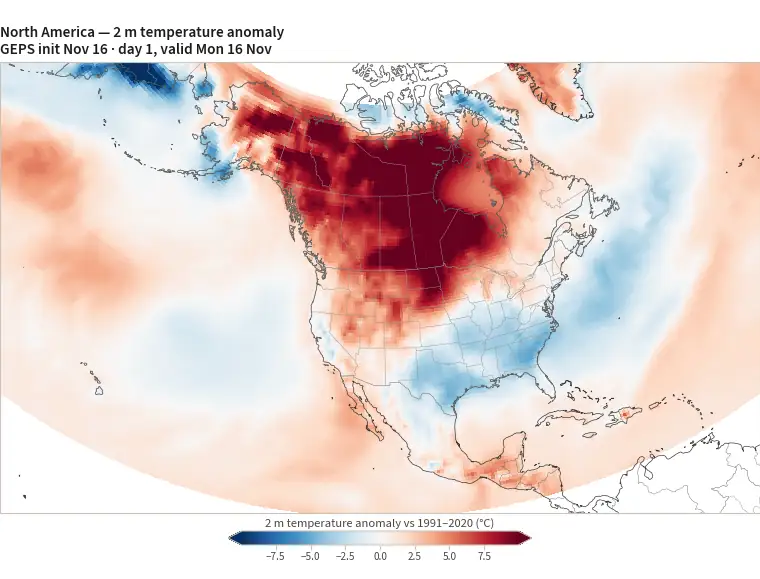 North America — 2 m temperature anomaly
GEPS init Nov 16 · day 1, valid Mon 16 Nov
2 m temperature anomaly vs 1991–2020 (°C)
−7.5 −5.0 −2.5 0.0 2.5 5.0 7.5